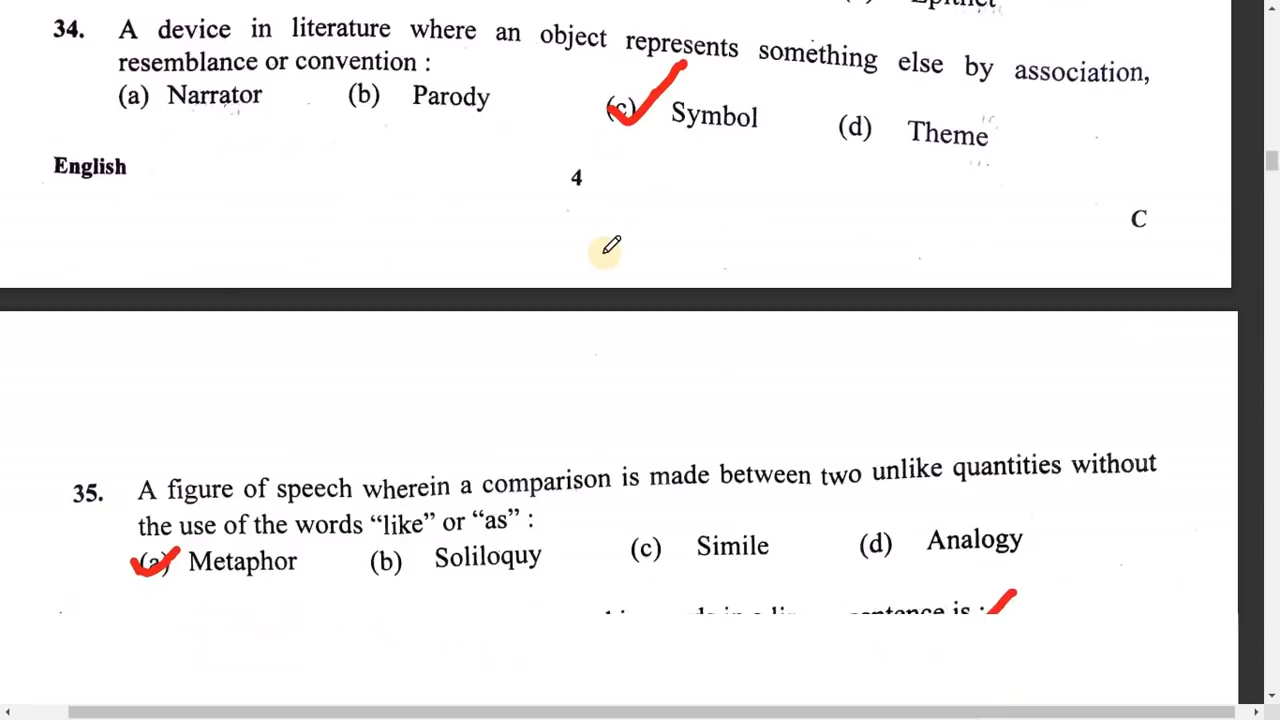 34. A device in literature where an object represents something else by association,
resemblance or convention :
(a) Narrator (b) Parody (c) Symbol (d) Theme
English
4
C
35. A figure of speech wherein a comparison is made between two unlike quantities without
the use of the words “like” or “as” :
(a) Metaphor (b) Soliloquy (c) Simile (d) Analogy